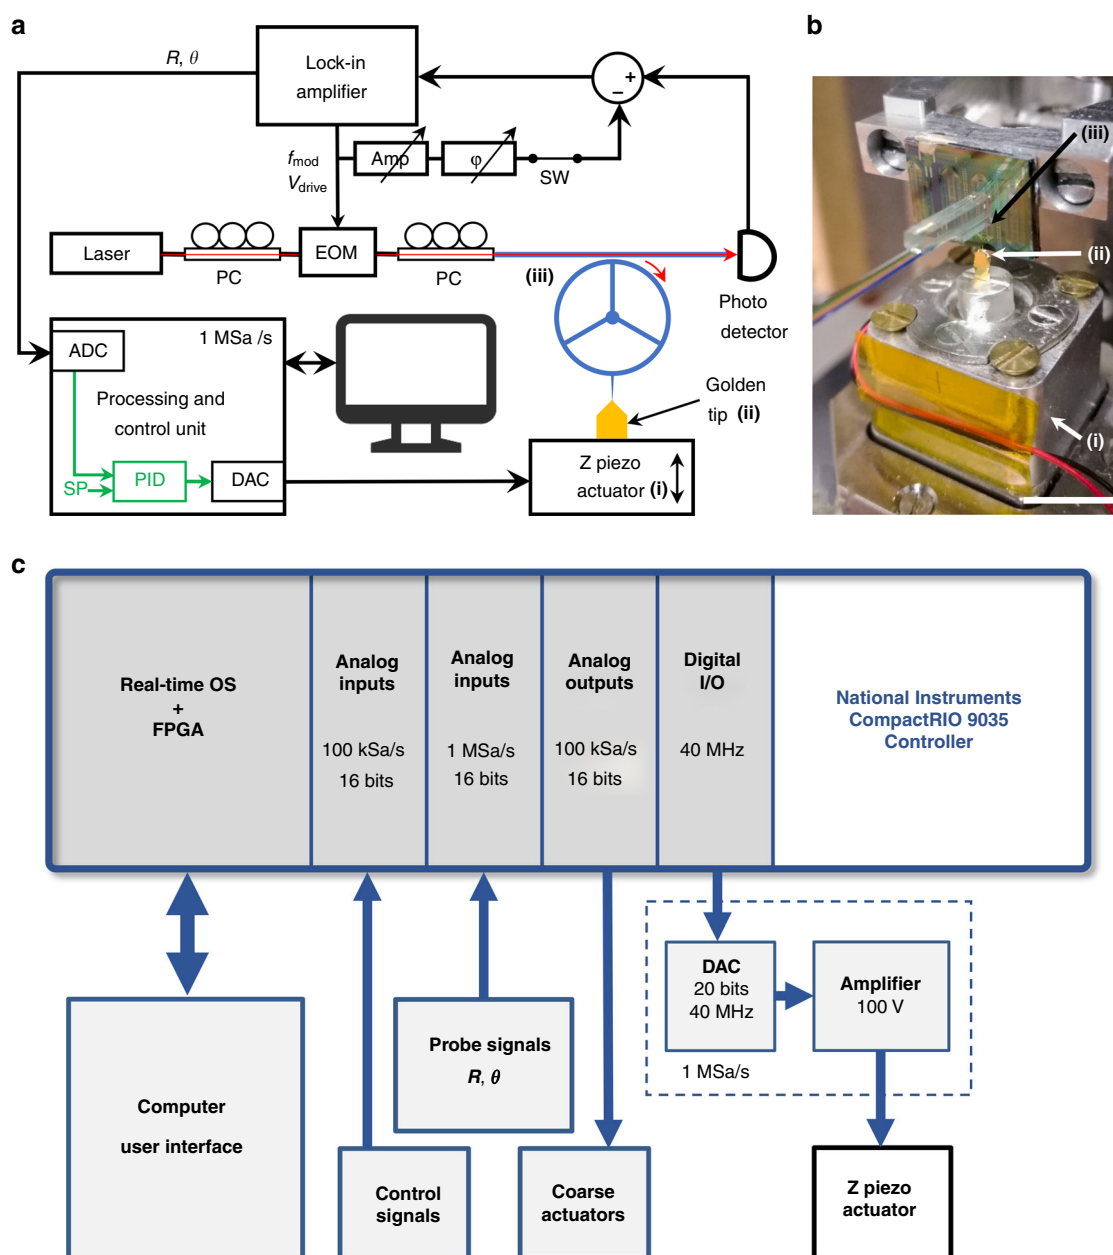 a
R, θ
Lock-in
amplifier
+
−
f mod
V drive
Amp
φ
SW
Laser
PC
EOM
PC
(iii)
Photo
detector
ADC
1 MSa /s
Processing and
control unit
SP
PID
DAC
Golden
tip (ii)
Z piezo
actuator (i)
b
(iii)
(ii)
(i)
c
Real-time OS
+
FPGA
Analog
inputs
100 kSa/s
16 bits
Analog
inputs
1 MSa/s
16 bits
Analog
outputs
100 kSa/s
16 bits
Digital
I/O
40 MHz
National Instruments
CompactRIO 9035
Controller
DAC
20 bits
40 MHz
1 MSa/s
Amplifier
100 V
Probe signals
R, θ
Computer
user interface
Control
signals
Coarse
actuators
Z piezo
actuator